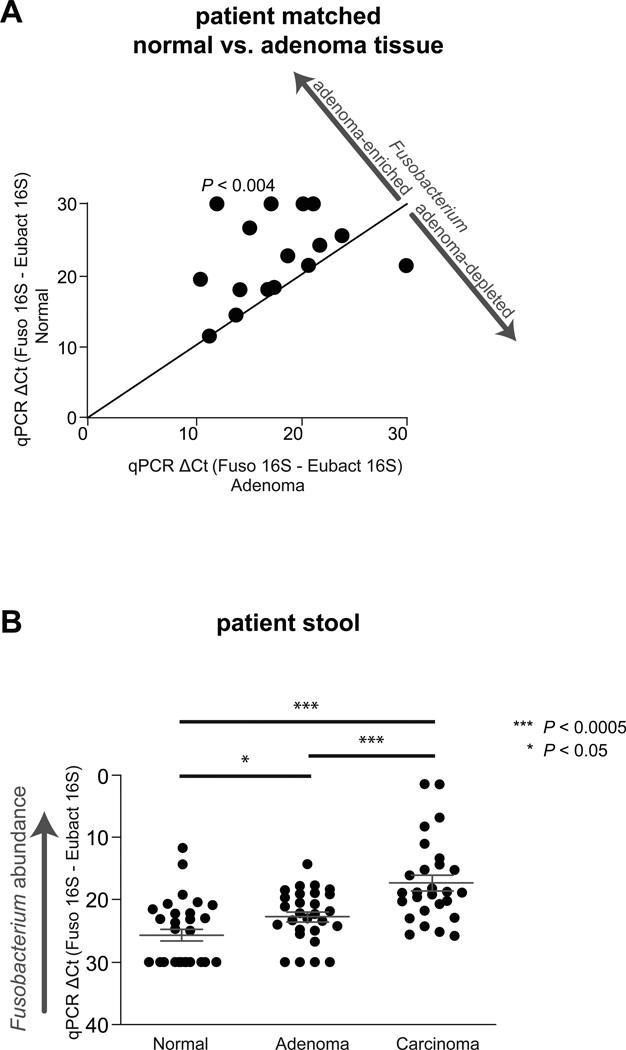 A
patient matched
normal vs. adenoma tissue
adenoma-enriched
Fusobacterium
adenoma-depleted
P < 0.004
qPCR ΔCt (Fuso 16S - Eubact 16S)
Normal
30
20
10
0
0
10
20
30
qPCR ΔCt (Fuso 16S - Eubact 16S)
Adenoma
B
patient stool
***
***
*
*** P < 0.0005
* P < 0.05
Fusobacterium abundance
qPCR ΔCt (Fuso 16S - Eubact 16S)
0
10
20
30
40
Normal
Adenoma
Carcinoma